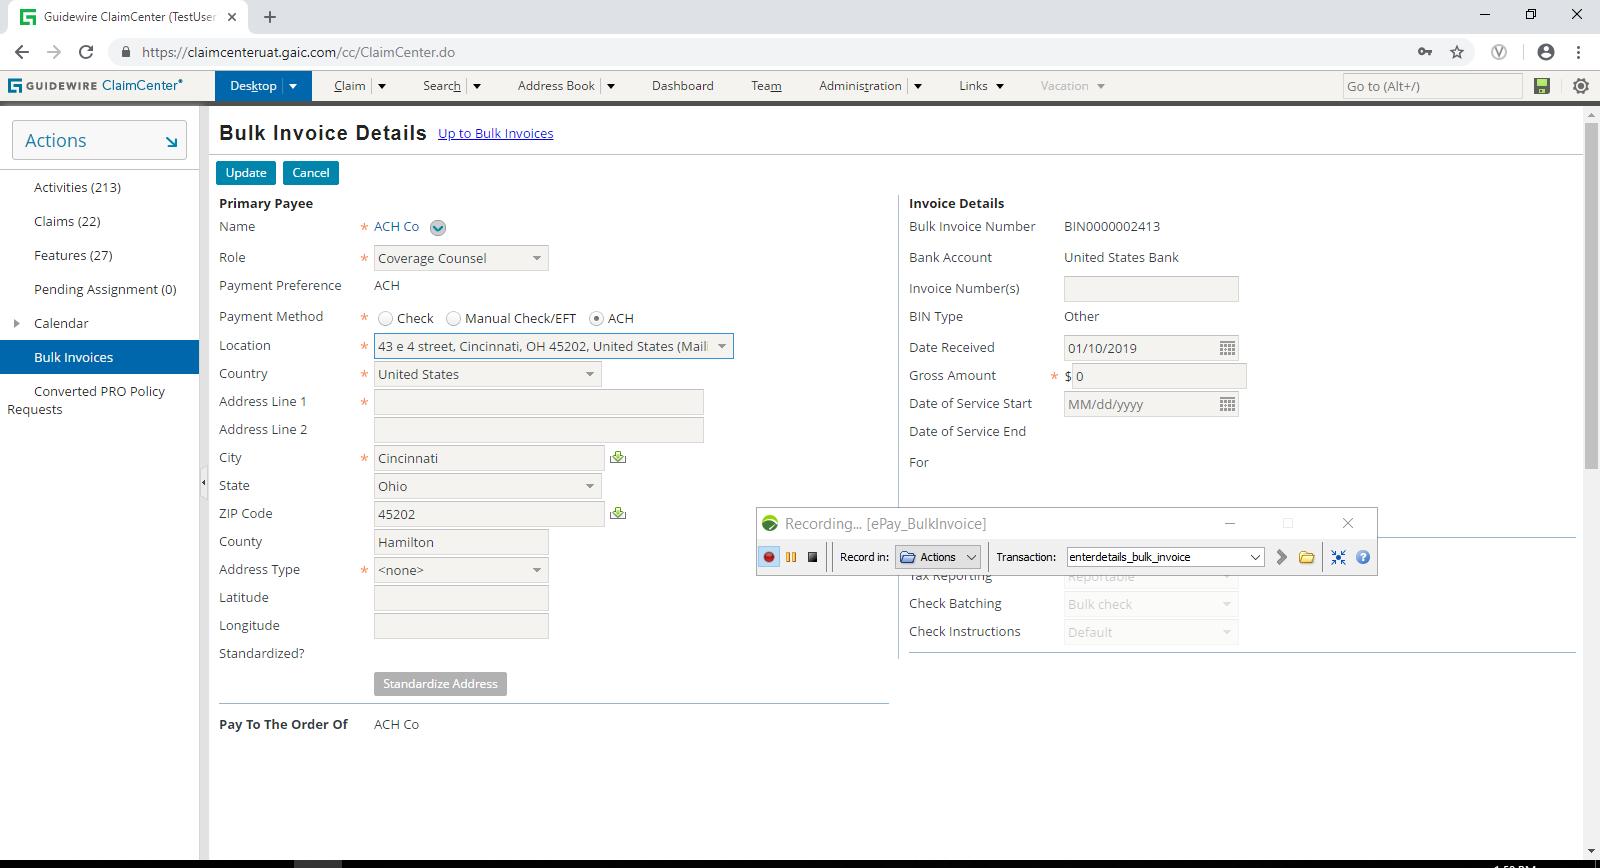 Guidewire ClaimCenter (TestUser
https://claimcenteruat.gaic.com/cc/ClaimCenter.do
GUIDEWIRE ClaimCenter®
Desktop Claim Search Address Book Dashboard Team Administration Links Vacation Go to (Alt+/)
Actions
Activities (213)
Claims (22)
Features (27)
Pending Assignment (0)
Calendar
Bulk Invoices
Converted PRO Policy
Requests
Bulk Invoice Details Up to Bulk Invoices
Update Cancel
Primary Payee
Name * ACH Co
Role * Coverage Counsel
Payment Preference ACH
Payment Method * Check Manual Check/EFT ACH
Location * 43 e 4 street, Cincinnati, OH 45202, United States (Maili
Country * United States
Address Line 1 *
Address Line 2
City * Cincinnati
State Ohio
ZIP Code 45202
County Hamilton
Address Type * <none>
Latitude
Longitude
Standardized?
Standardize Address
Pay To The Order Of ACH Co
Invoice Details
Bulk Invoice Number BIN0000002413
Bank Account United States Bank
Invoice Number(s)
BIN Type Other
Date Received 01/10/2019
Gross Amount * $ 0
Date of Service Start MM/dd/yyyy
Date of Service End
For
Recording... [ePay_BulkInvoice]
Record in: Actions Transaction: enterdetails_bulk_invoice
Tax Reporting Reportable
Check Batching Bulk check
Check Instructions Default